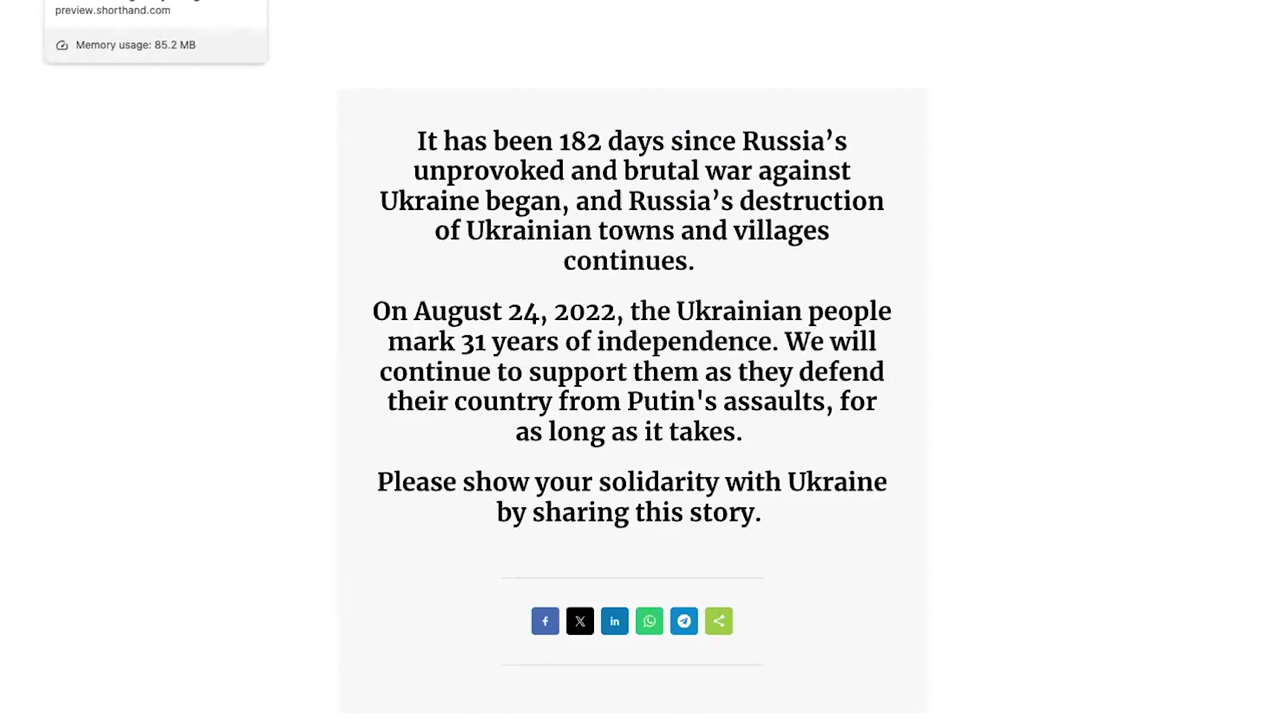 preview.shorthand.com
Memory usage: 85.2 MB
It has been 182 days since Russia’s
unprovoked and brutal war against
Ukraine began, and Russia’s destruction
of Ukrainian towns and villages
continues.
On August 24, 2022, the Ukrainian people
mark 31 years of independence. We will
continue to support them as they defend
their country from Putin's assaults, for
as long as it takes.
Please show your solidarity with Ukraine
by sharing this story.